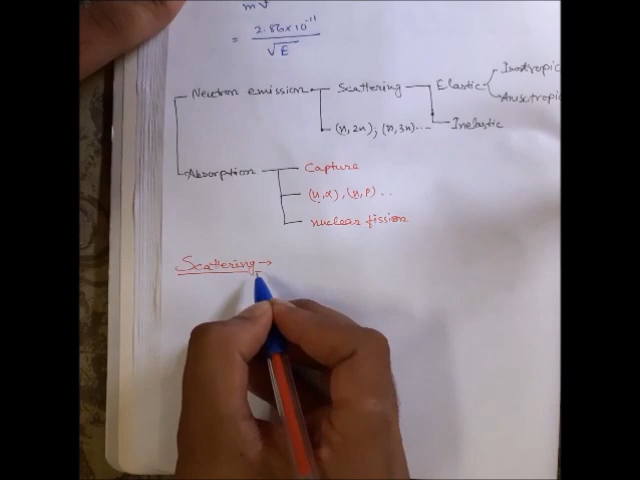 m v
= 2.86×10⁻¹¹ / √E
Neutron emission Scattering Elastic Isotropic
Anisotropic
(n, 2n), (n, 3n)... Inelastic
Absorption Capture
(n, α), (n, p) ..
nuclear fission
Scattering →